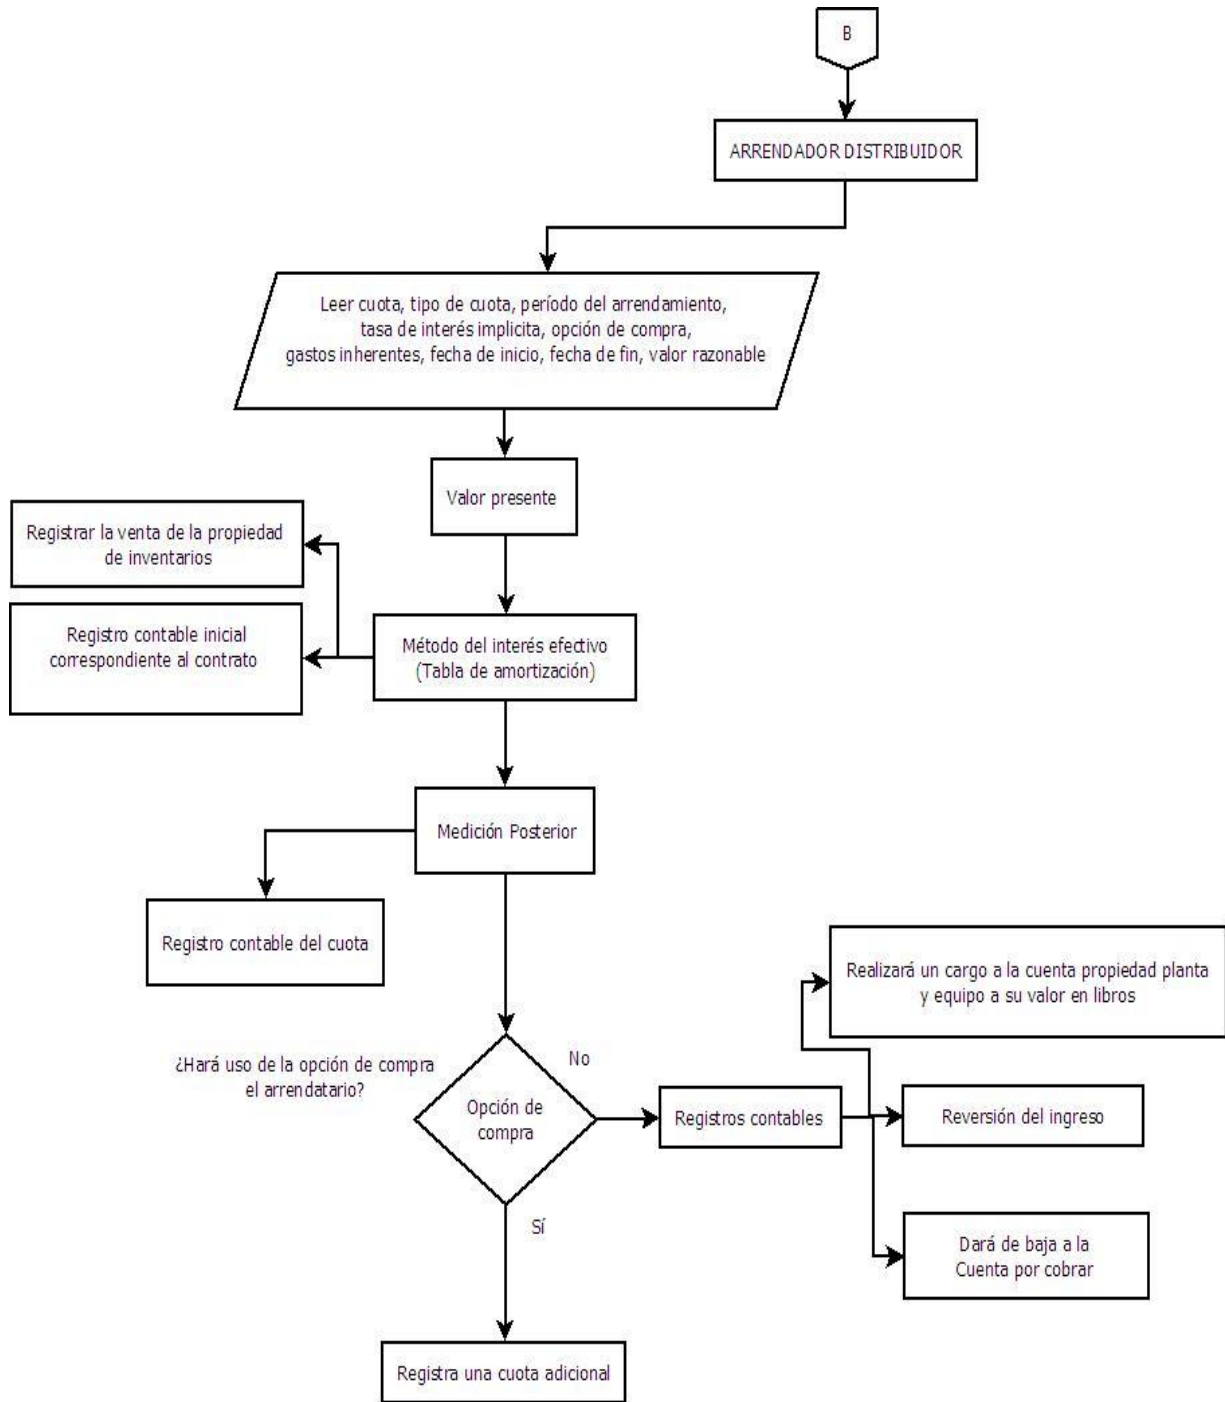 B
ARRENDADOR DISTRIBUIDOR
Leer cuota, tipo de cuota, período del arrendamiento,
tasa de interés implicita, opción de compra,
gastos inherentes, fecha de inicio, fecha de fin, valor razonable
Valor presente
Registrar la venta de la propiedad
de inventarios
Registro contable inicial
correspondiente al contrato
Método del interés efectivo
(Tabla de amortización)
Medición Posterior
Registro contable del cuota
¿Hará uso de la opción de compra
el arrendatario?
Opción de
compra
No
Registros contables
Realizará un cargo a la cuenta propiedad planta
y equipo a su valor en libros
Reversión del ingreso
Dará de baja a la
Cuenta por cobrar
Sí
Registra una cuota adicional